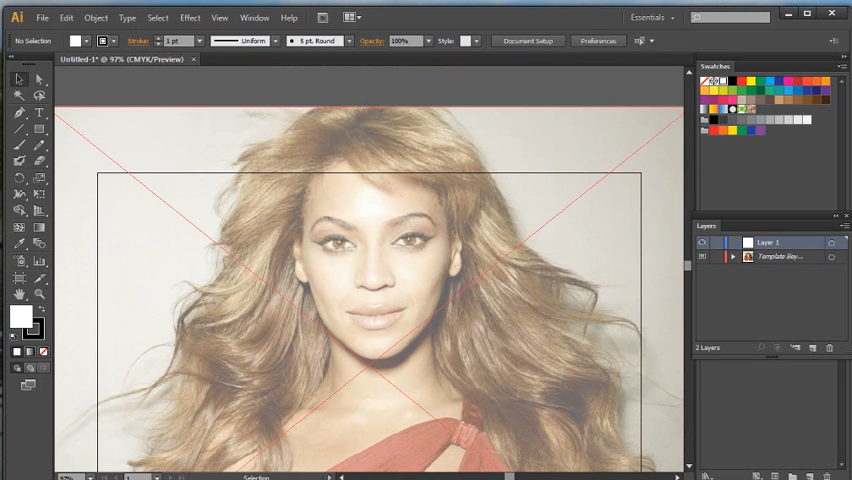 Ai File Edit Object Type Select Effect View Window Help Essentials
No Selection Stroke: 1 pt Uniform 5 pt. Round Opacity: 100% Style: Document Setup Preferences
Untitled-1* @ 97% (CMYK/Preview) ×
Swatches
Layers
Layer 1
Template Bey...
2 Layers
1 Selection